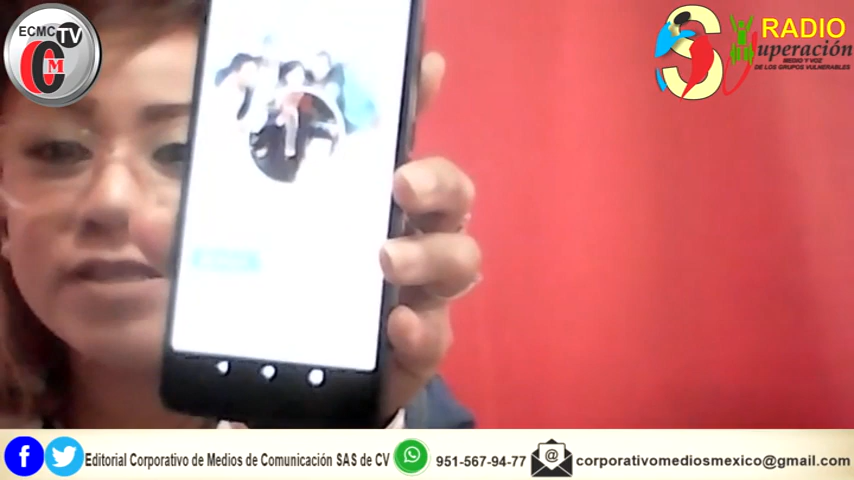 ECMC TV
CM
S RADIO
uperación
MEDIO Y VOZ
DE LOS GRUPOS VULNERABLES
Editorial Corporativo de Medios de Comunicación SAS de CV
951-567-94-77
corporativomediosmexico@gmail.com